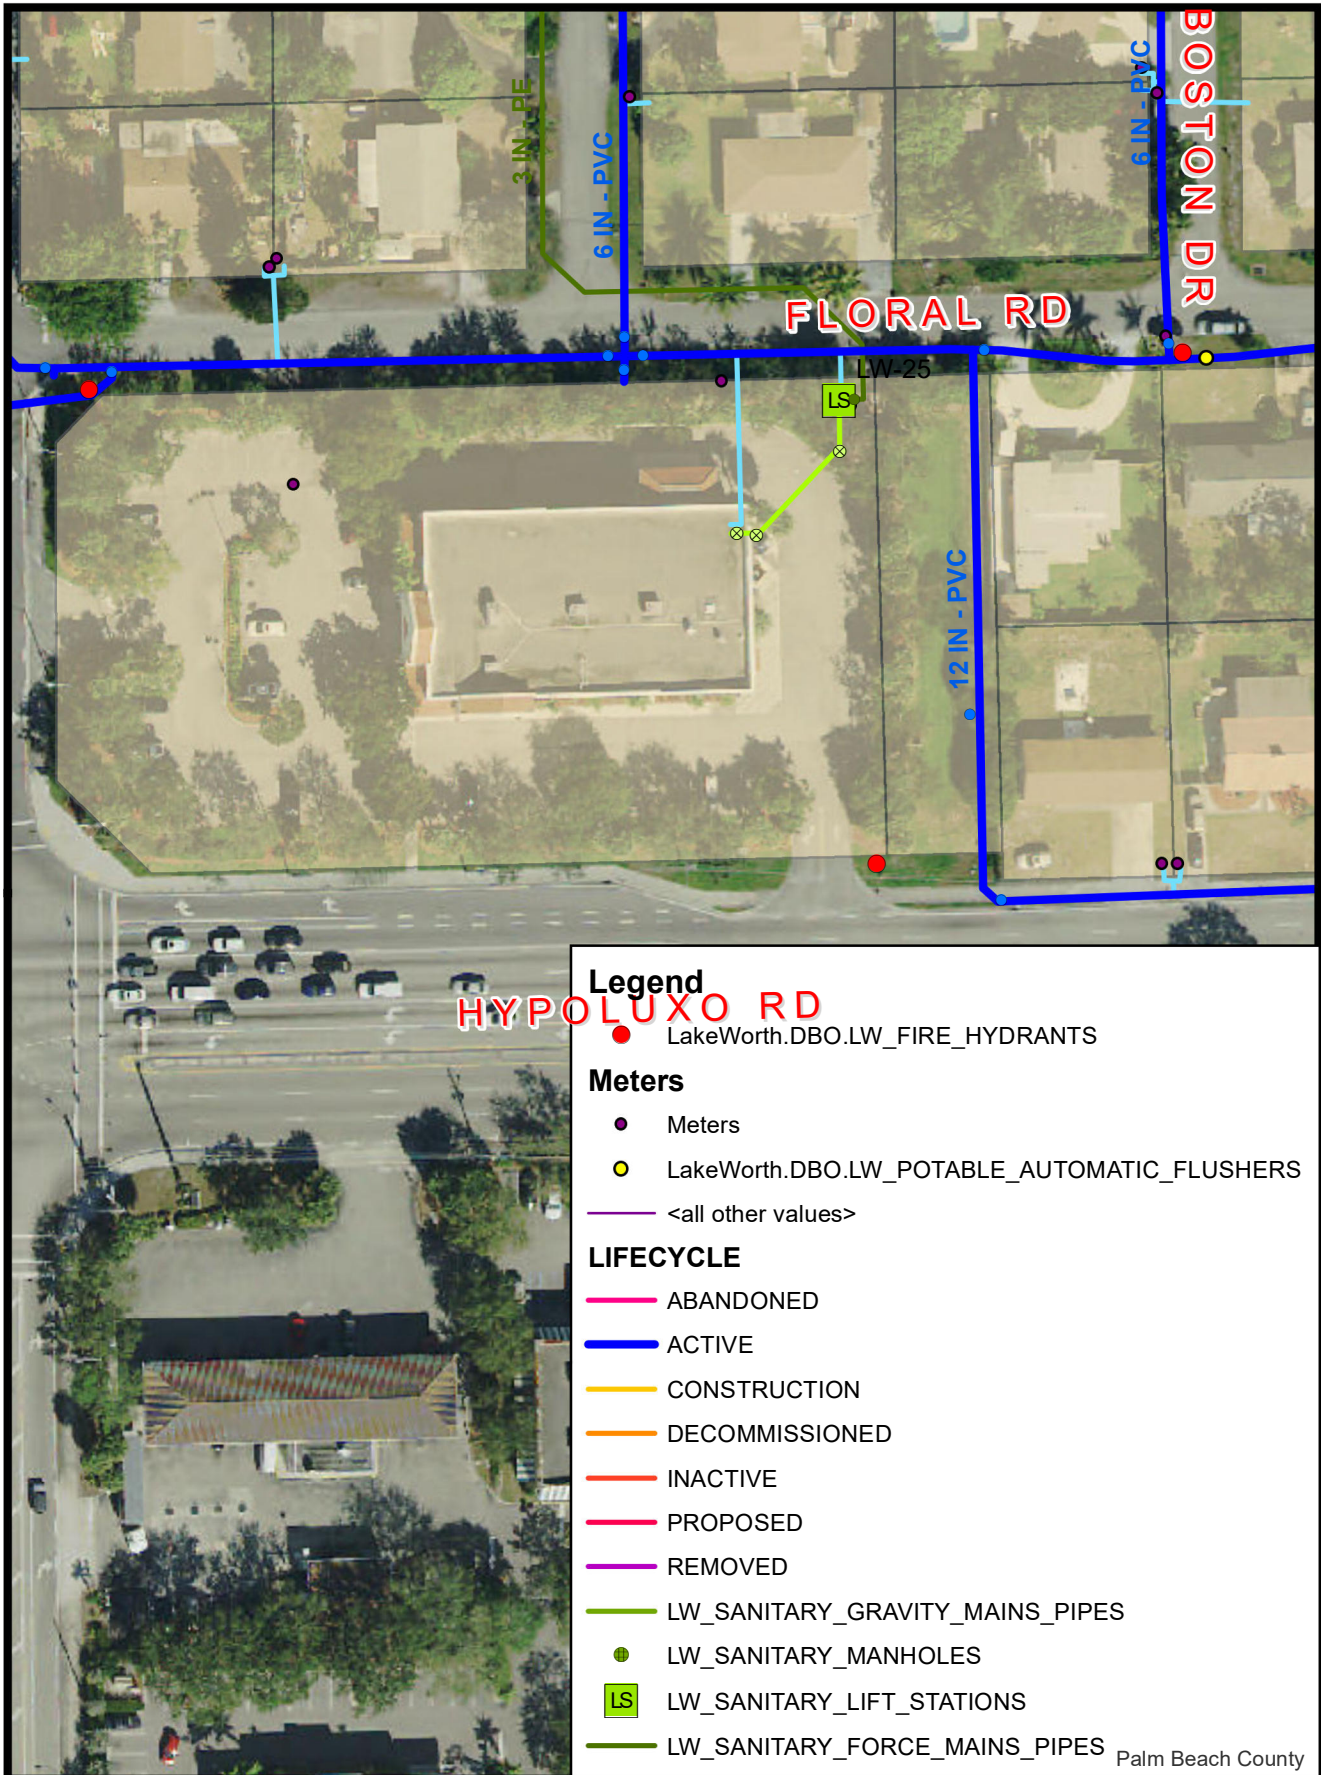 BOSTON DR
3 IN - PE
6 IN - PVC
6 IN - PVC
FLORAL RD
LW-25
LS
12 IN - PVC
HYPOLUXO RD
Legend
LakeWorth.DBO.LW_FIRE_HYDRANTS
Meters
Meters
LakeWorth.DBO.LW_POTABLE_AUTOMATIC_FLUSHERS
<all other values>
LIFECYCLE
ABANDONED
ACTIVE
CONSTRUCTION
DECOMMISSIONED
INACTIVE
PROPOSED
REMOVED
LW_SANITARY_GRAVITY_MAINS_PIPES
LW_SANITARY_MANHOLES
LS LW_SANITARY_LIFT_STATIONS
LW_SANITARY_FORCE_MAINS_PIPES
Palm Beach County